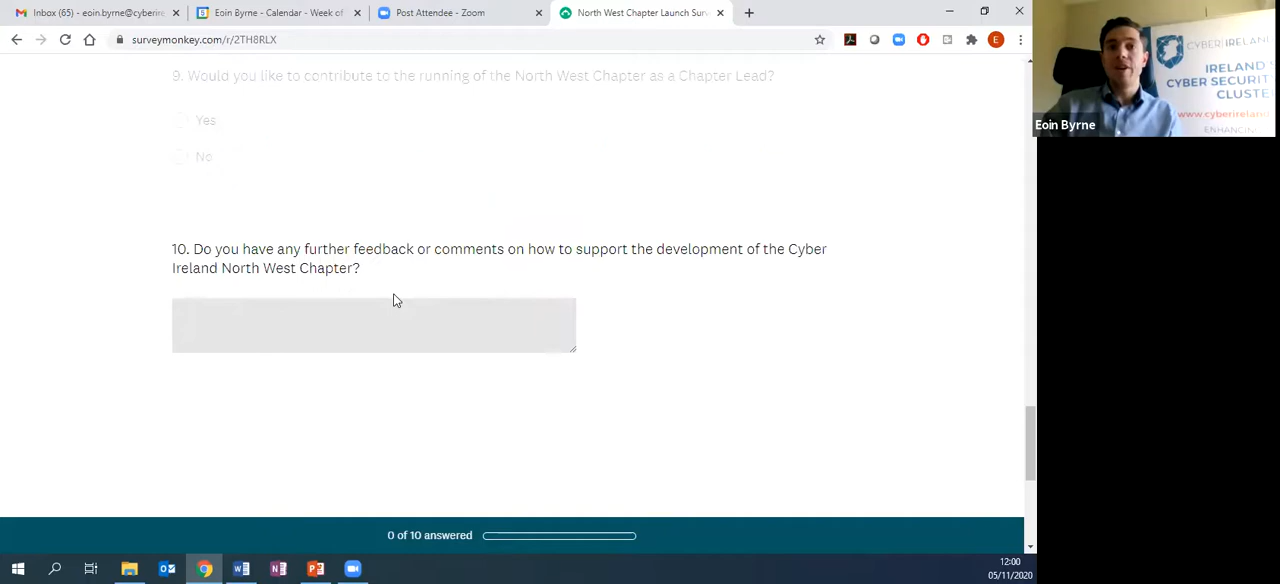 Inbox (65) - eoin.byrne@cyberire
Eoin Byrne - Calendar - Week of
Post Attendee - Zoom
North West Chapter Launch Surv
surveymonkey.com/r/2TH8RLX
E
9. Would you like to contribute to the running of the North West Chapter as a Chapter Lead?
Yes
No
10. Do you have any further feedback or comments on how to support the development of the Cyber
Ireland North West Chapter?
0 of 10 answered
12:00
05/11/2020
CYBER IRELAND
IRELAND'S
CYBER SECURITY
CLUSTER
www.cyberireland
ENHANCING
Eoin Byrne